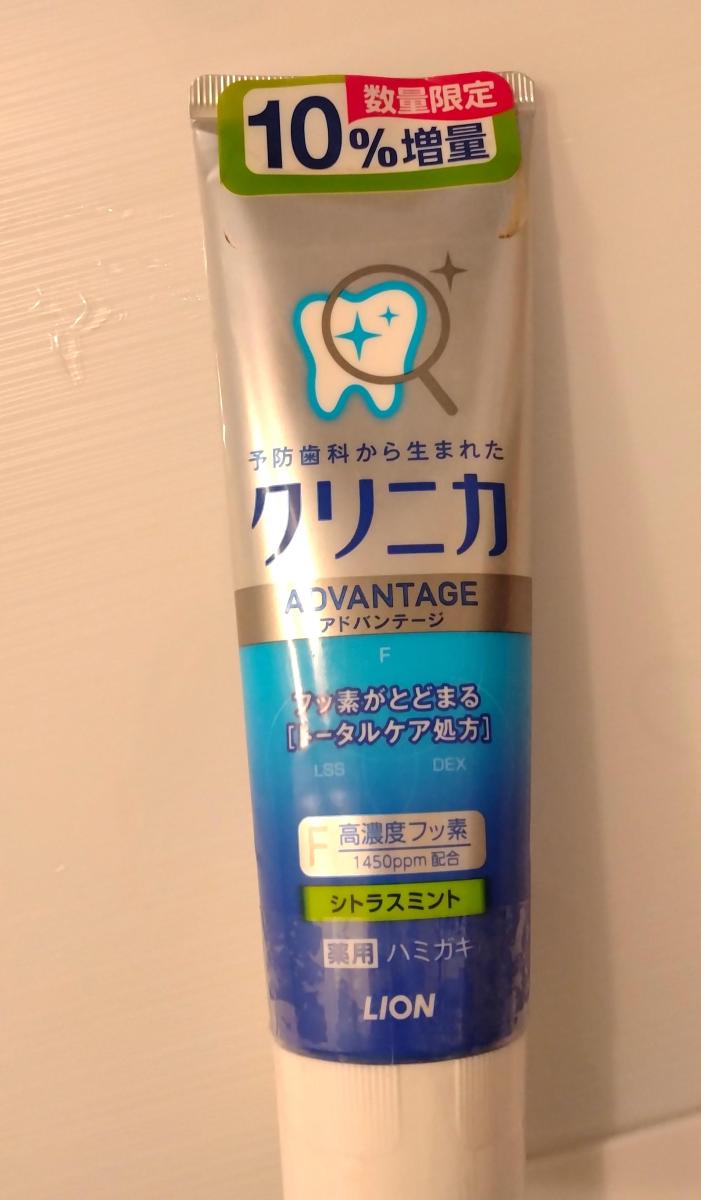 数量限定
10%増量
予防歯科から生まれた
クリニカ
ADVANTAGE
アドバンテージ
F
フッ素がとどまる
[トータルケア処方]
LSS DEX
F 高濃度フッ素
1450ppm 配合
シトラスミント
薬用 ハミガキ
LION